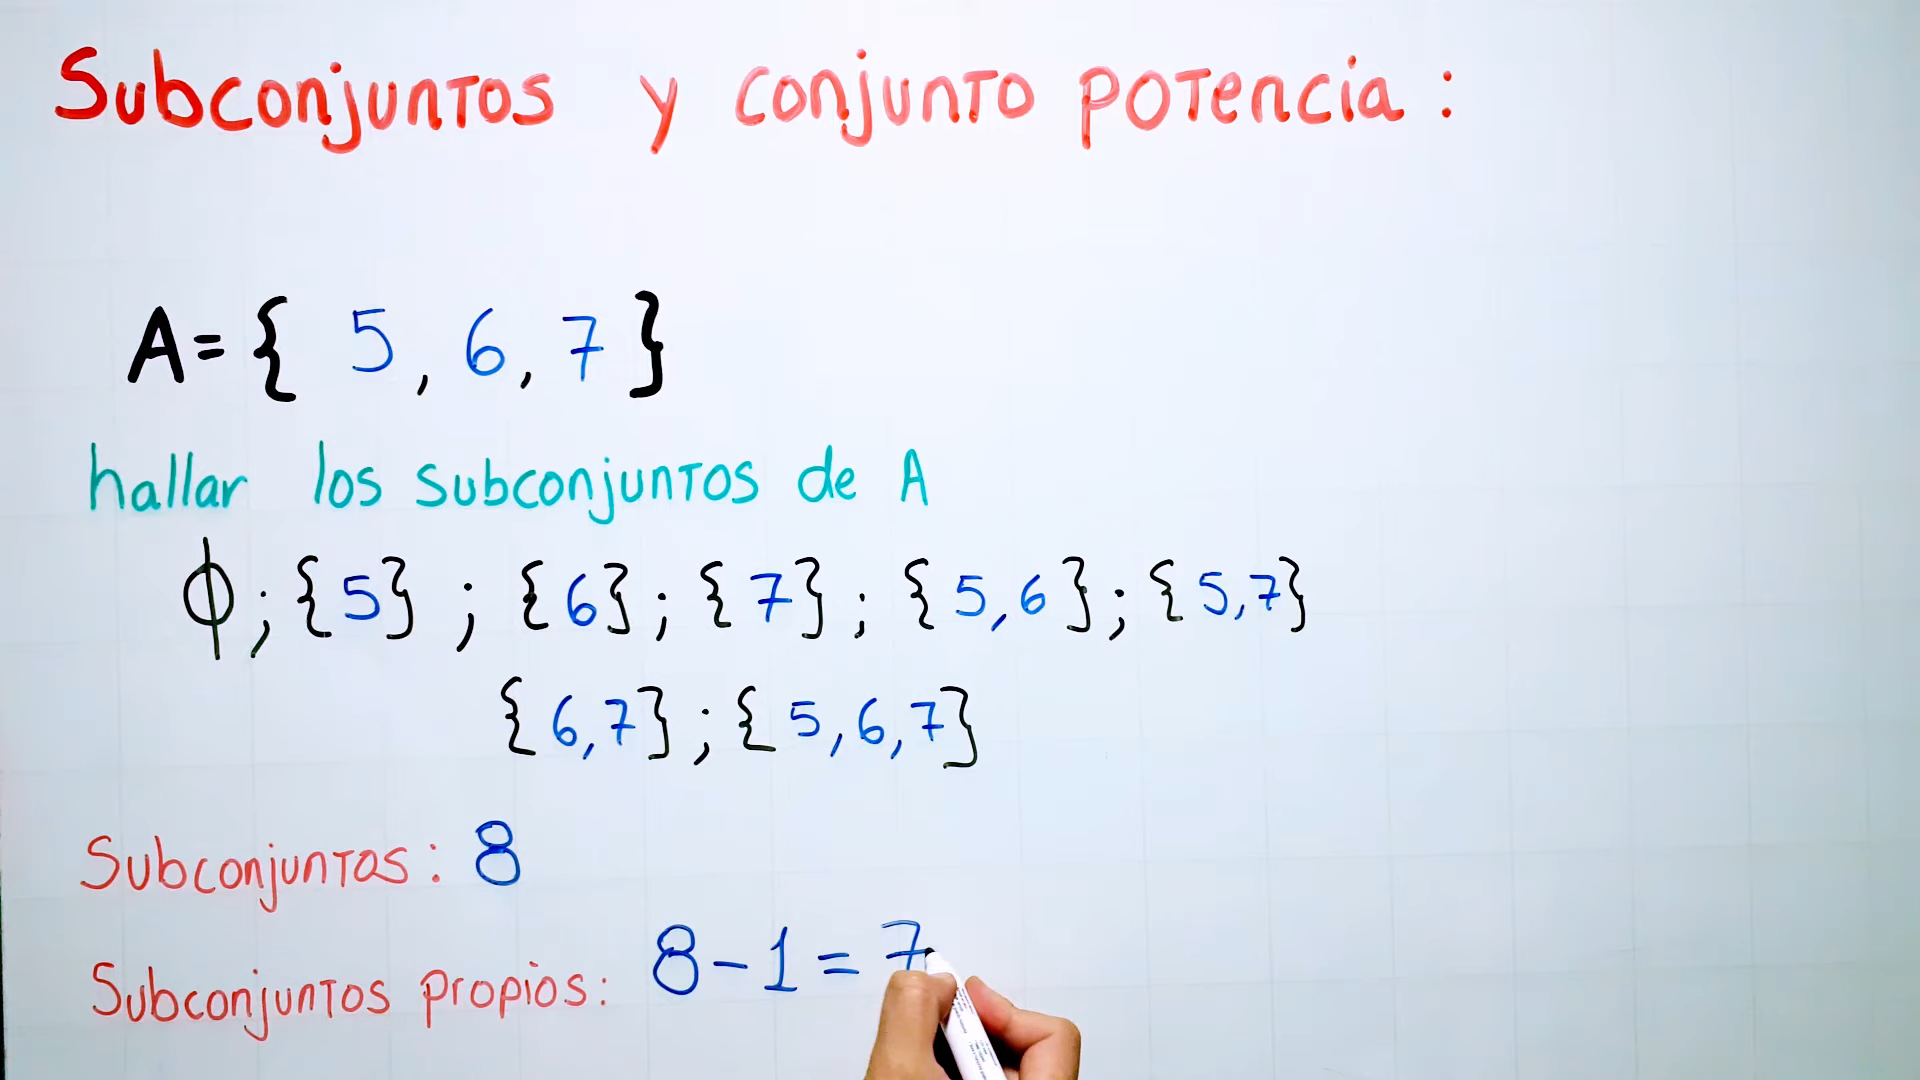 Subconjuntos y conjunto potencia:
A = { 5, 6, 7 }
hallar los subconjuntos de A
ϕ; {5} ; {6}; {7}; {5,6}; {5,7}
{6,7}; {5,6,7}
Subconjuntos: 8
Subconjuntos propios: 8 - 1 = 7